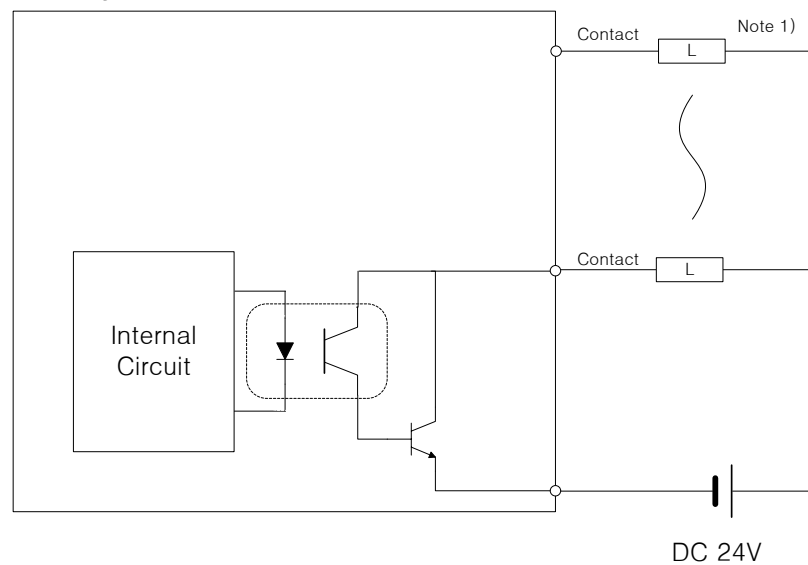 Contact
L
Note 1)
Contact
L
Internal
Circuit
DC 24V